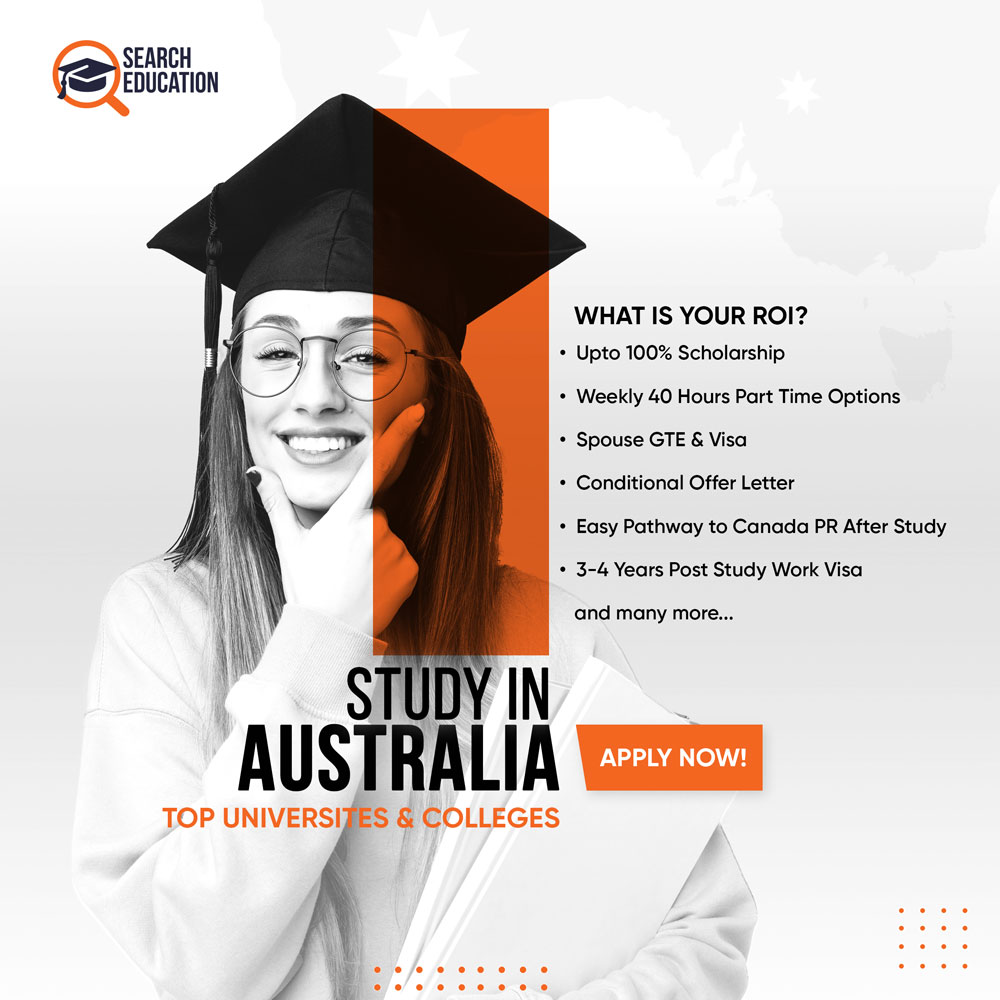 SEARCH
EDUCATION
WHAT IS YOUR ROI?
• Upto 100% Scholarship
• Weekly 40 Hours Part Time Options
• Spouse GTE & Visa
• Conditional Offer Letter
• Easy Pathway to Canada PR After Study
• 3-4 Years Post Study Work Visa
and many more...
STUDY IN
AUSTRALIA
APPLY NOW!
TOP UNIVERSITES & COLLEGES